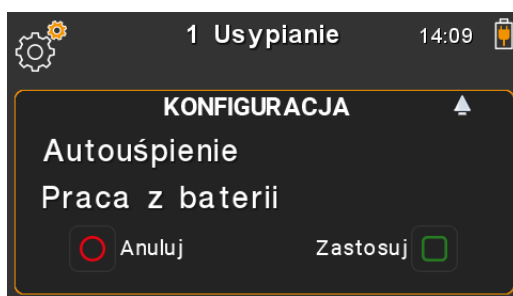 1 Usypianie 14:09
KONFIGURACJA
Autouśpienie
Praca z baterii
Anuluj Zastosuj